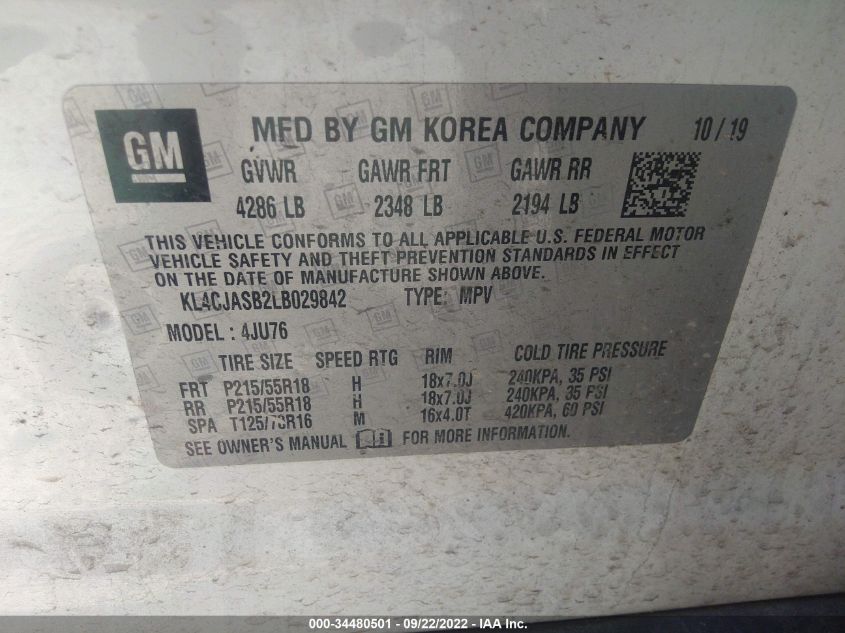 GM
MFD BY GM KOREA COMPANY 10/19
GVWR GAWR FRT GAWR RR
4286 LB 2348 LB 2194 LB
THIS VEHICLE CONFORMS TO ALL APPLICABLE U.S. FEDERAL MOTOR
VEHICLE SAFETY AND THEFT PREVENTION STANDARDS IN EFFECT
ON THE DATE OF MANUFACTURE SHOWN ABOVE.
KL4CJASB2LB029842 TYPE: MPV
MODEL: 4JU76
TIRE SIZE SPEED RTG RIM COLD TIRE PRESSURE
FRT P215/55R18 H 18x7.0J 240KPA, 35 PSI
RR P215/55R18 H 18x7.0J 240KPA, 35 PSI
SPA M 16x4.0T 420KPA, 60 PSI
SEE OWNER'S MANUAL FOR MORE INFORMATION.
000-34480501 - 09/22/2022 - IAA Inc.